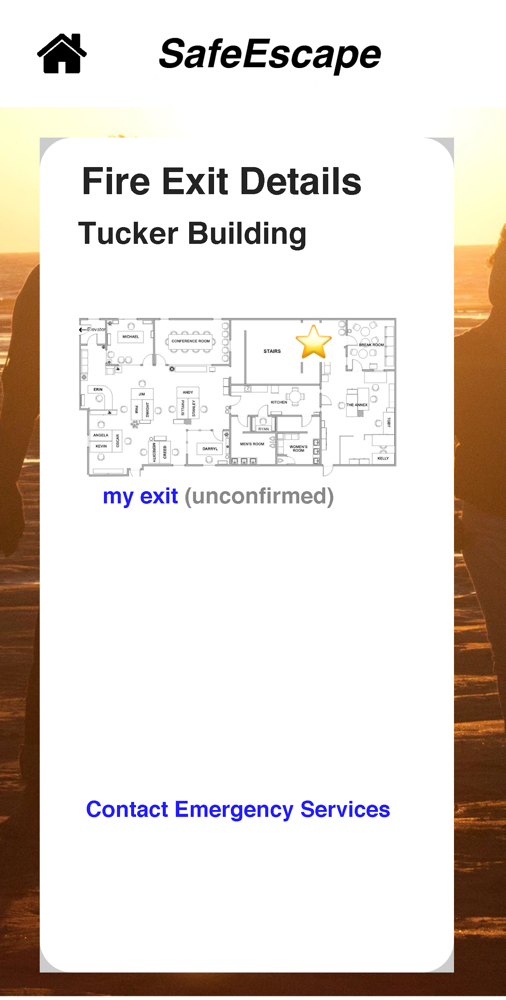 SafeEscape
Fire Exit Details
Tucker Building
Elevator
MICHAEL
CONFERENCE ROOM
STAIRS
BREAK ROOM
ERIN
JIM
PAM
DWIGHT
ANDY
PHYLLIS
STANLEY
KITCHEN
THE ANNEX
TOBY
RYAN
ANGELA
KEVIN
OSCAR
MEREDITH
CREED
DARRYL
MEN'S ROOM
WOMEN'S
ROOM
KELLY
my exit (unconfirmed)
Contact Emergency Services